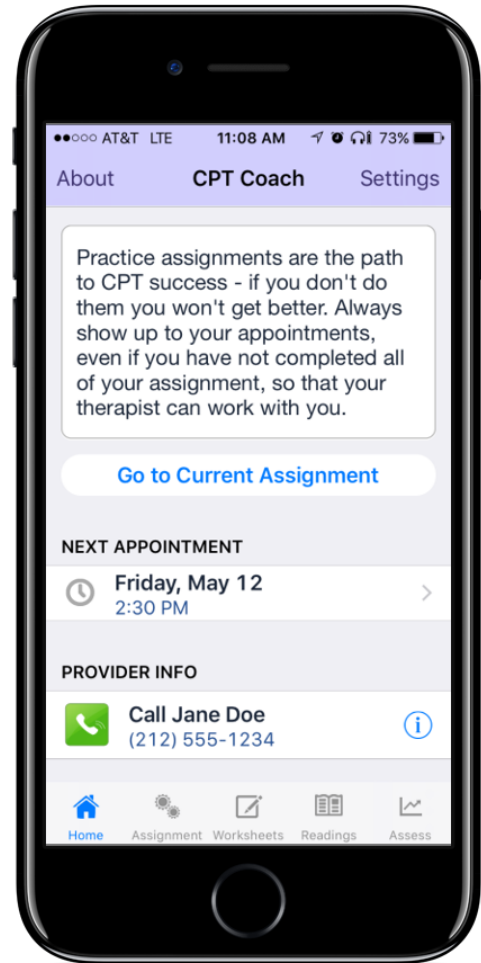 ●●○○○ AT&T LTE 11:08 AM 73%
About CPT Coach Settings
Practice assignments are the path
to CPT success - if you don't do
them you won't get better. Always
show up to your appointments,
even if you have not completed all
of your assignment, so that your
therapist can work with you.
Go to Current Assignment
NEXT APPOINTMENT
Friday, May 12
2:30 PM
PROVIDER INFO
Call Jane Doe
(212) 555-1234
Home Assignment Worksheets Readings Assess